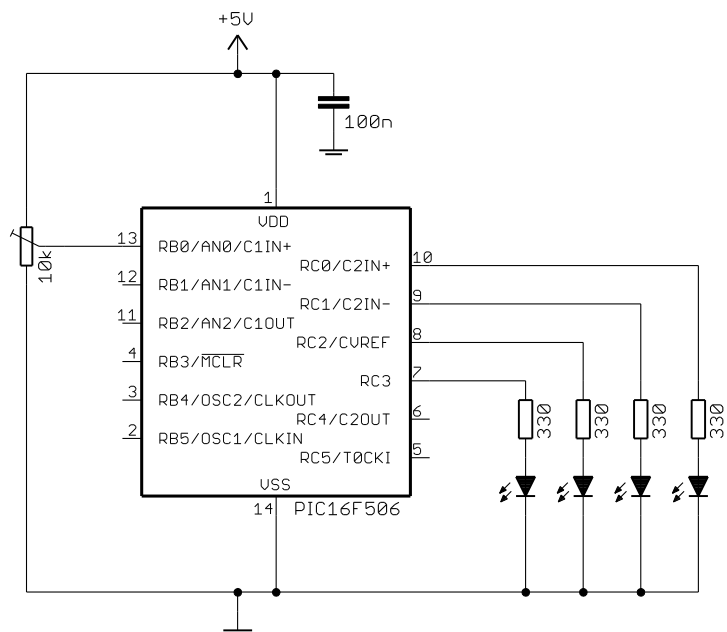 +5V
100n
1
VDD
13
RB0/AN0/C1IN+
10k
RC0/C2IN+
10
12
RB1/AN1/C1IN-
RC1/C2IN-
9
11
RB2/AN2/C1OUT
RC2/CVREF
8
4
RB3/MCLR
RC3
7
3
RB4/OSC2/CLKOUT
RC4/C2OUT
6
330
330
330
330
2
RB5/OSC1/CLKIN
RC5/T0CKI
5
VSS
14
PIC16F506